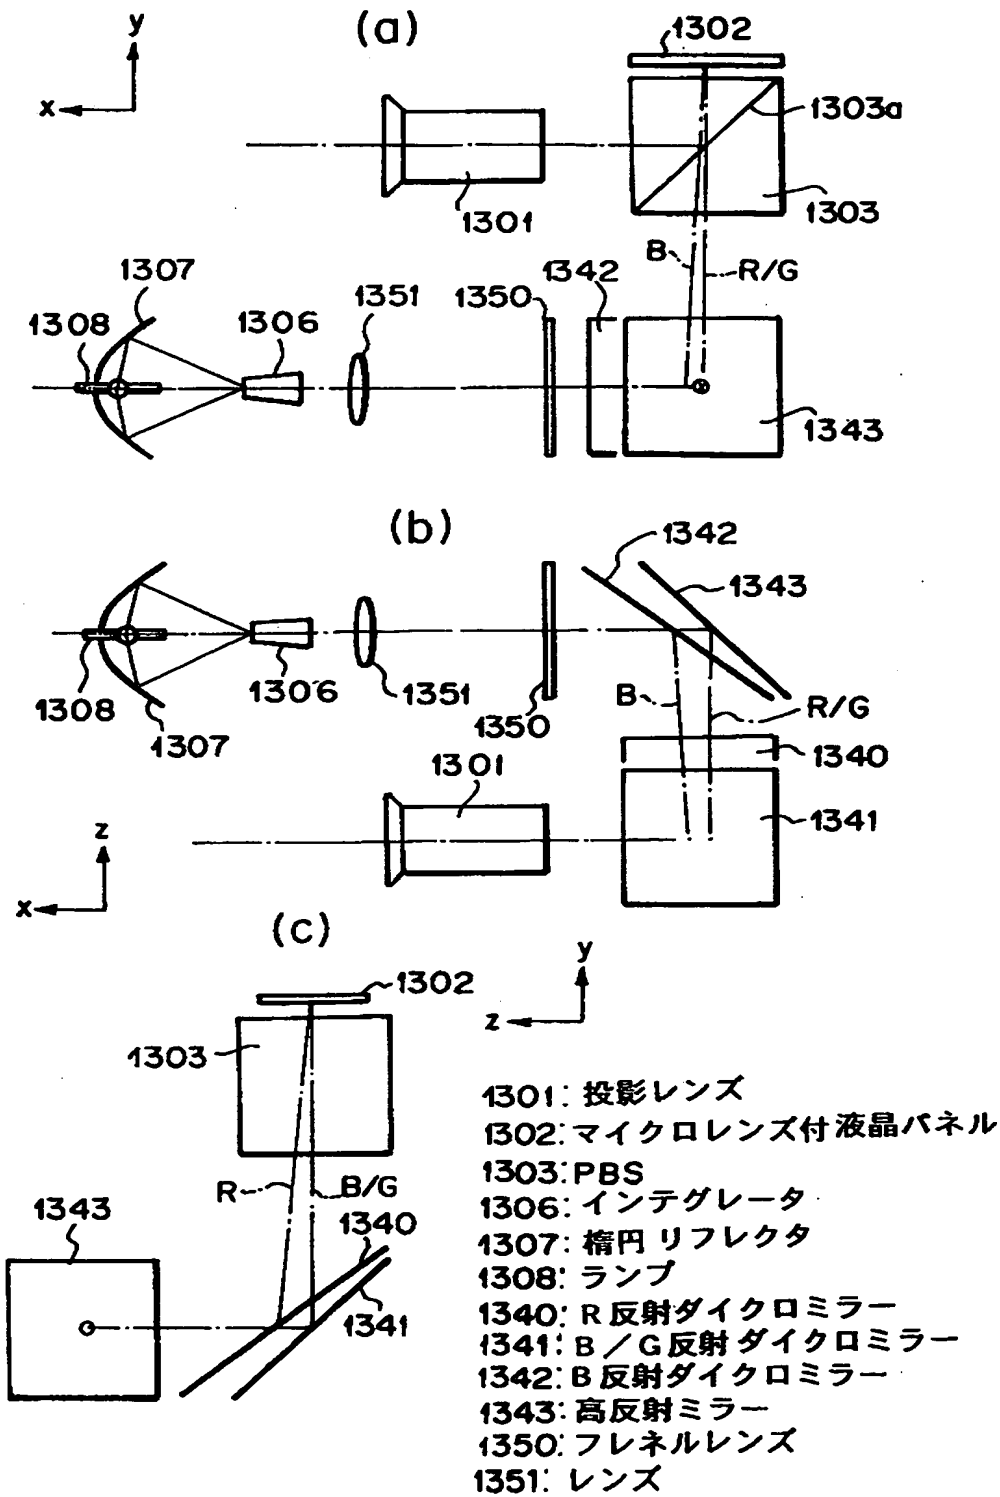 (a)
y
x
1302
1303a
1303
1301
B
R/G
1342
1350
1351
1307
1308
1306
1343
(b)
1342
1343
B
R/G
1340
1341
1301
1350
1351
1306
1308
1307
z
x
(c)
1302
1303
R
B/G
1343
1340
1341
y
z
1301: 投影レンズ
1302: マイクロレンズ付液晶パネル
1303: PBS
1306: インテグレータ
1307: 楕円リフレクタ
1308: ランプ
1340: R反射ダイクロミラー
1341: B/G反射ダイクロミラー
1342: B反射ダイクロミラー
1343: 高反射ミラー
1350: フレネルレンズ
1351: レンズ